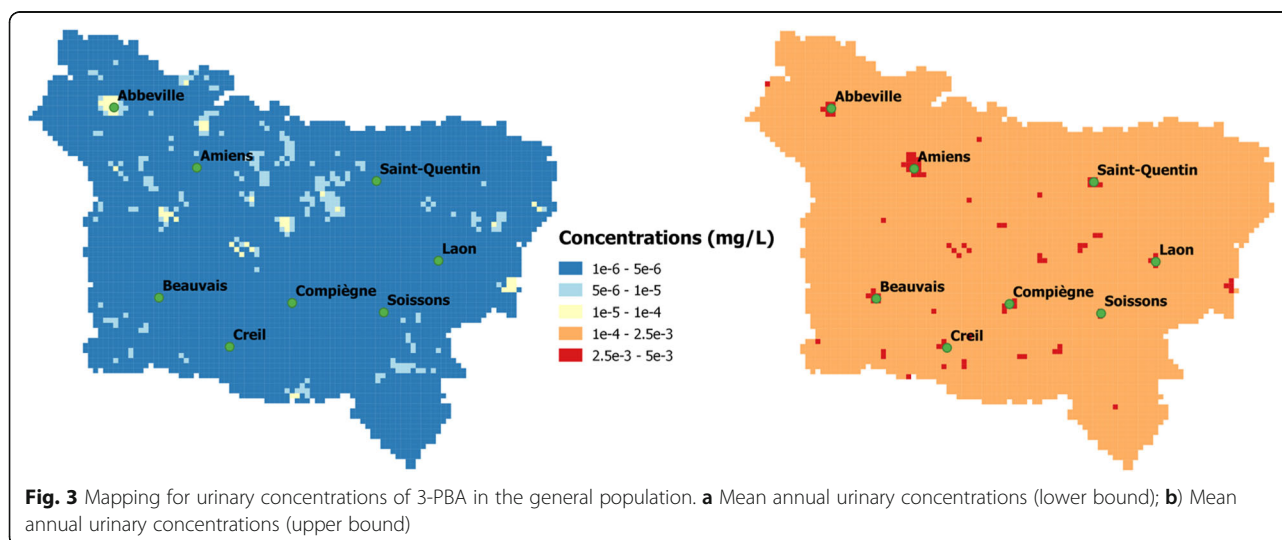 Abbeville
Amiens
Saint-Quentin
Laon
Beauvais
Compiègne
Soissons
Creil
Concentrations (mg/L)
1e-6 - 5e-6
5e-6 - 1e-5
1e-5 - 1e-4
1e-4 - 2.5e-3
2.5e-3 - 5e-3
Abbeville
Amiens
Saint-Quentin
Laon
Beauvais
Compiègne
Soissons
Creil
Fig. 3 Mapping for urinary concentrations of 3-PBA in the general population. a Mean annual urinary concentrations (lower bound); b) Mean
annual urinary concentrations (upper bound)